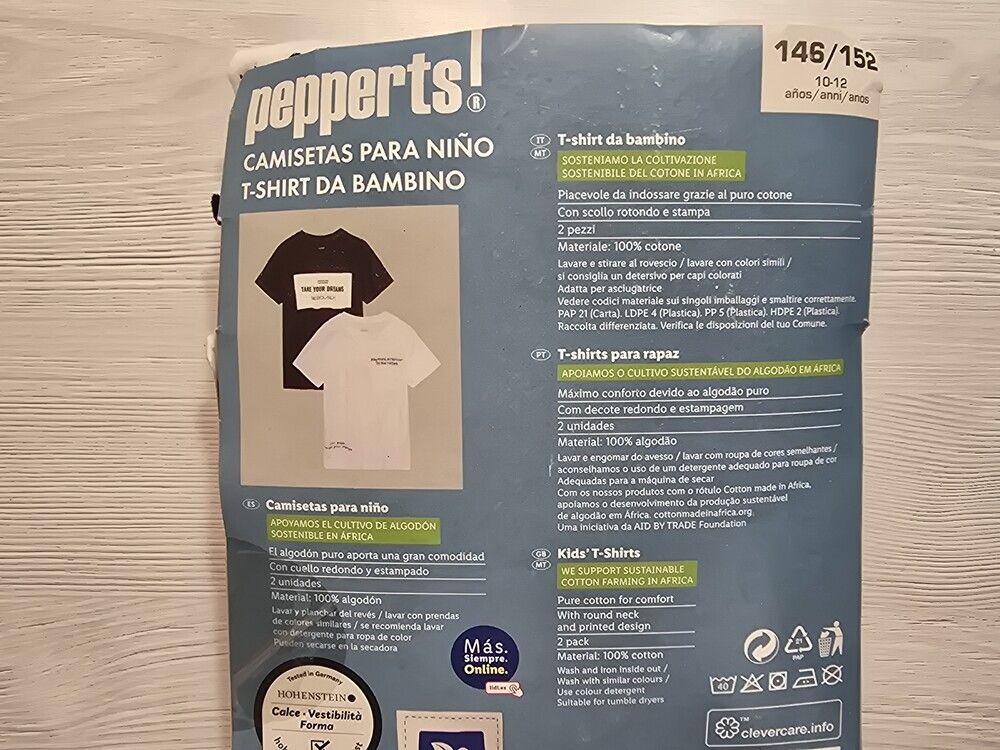 pepperts!®
CAMISETAS PARA NIÑO
T-SHIRT DA BAMBINO
146/152
10-12
años/anni/anos
TAKE YOUR DREAMS
SERIOUSLY
ES Camisetas para niño
APOYAMOS EL CULTIVO DE ALGODÓN
SOSTENIBLE EN ÁFRICA
El algodón puro aporta una gran comodidad
Con cuello redondo y estampado
2 unidades
Material: 100% algodón
Lavar y planchar del revés / lavar con prendas
de colores similares / se recomienda lavar
con detergente para ropa de color
Pueden secarse en la secadora
Más.
Siempre.
Online.
lidl.es
Tested in Germany
HOHENSTEIN
Calce · Vestibilità
Forma
IT MT T-shirt da bambino
SOSTENIAMO LA COLTIVAZIONE
SOSTENIBILE DEL COTONE IN AFRICA
Piacevole da indossare grazie al puro cotone
Con scollo rotondo e stampa
2 pezzi
Materiale: 100% cotone
Lavare e stirare al rovescio / lavare con colori simili /
si consiglia un detersivo per capi colorati
Adatta per asciugatrice
Vedere codici materiale sui singoli imballaggi e smaltire correttamente.
PAP 21 (Carta). LDPE 4 (Plastica). PP 5 (Plastica). HDPE 2 (Plastica).
Raccolta differenziata. Verifica le disposizioni del tuo Comune.
PT T-shirts para rapaz
APOIAMOS O CULTIVO SUSTENTÁVEL DO ALGODÃO EM ÁFRICA
Máximo conforto devido ao algodão puro
Com decote redondo e estampagem
2 unidades
Material: 100% algodão
Lavar e engomar do avesso / lavar com roupa de cores semelhantes /
aconselhamos o uso de um detergente adequado para roupa de cor
Adequadas para a máquina de secar
Com os nossos produtos com o rótulo Cotton made in Africa,
apoiamos o desenvolvimento da produção sustentável
de algodão em África. cottonmadeinafrica.org
Uma iniciativa da AID BY TRADE Foundation
GB MT Kids' T-Shirts
WE SUPPORT SUSTAINABLE
COTTON FARMING IN AFRICA
Pure cotton for comfort
With round neck
and printed design
2 pack
Material: 100% cotton
Wash and iron inside out /
Wash with similar colours /
Use colour detergent
Suitable for tumble dryers
21
PAP
40
™
clevercare.info